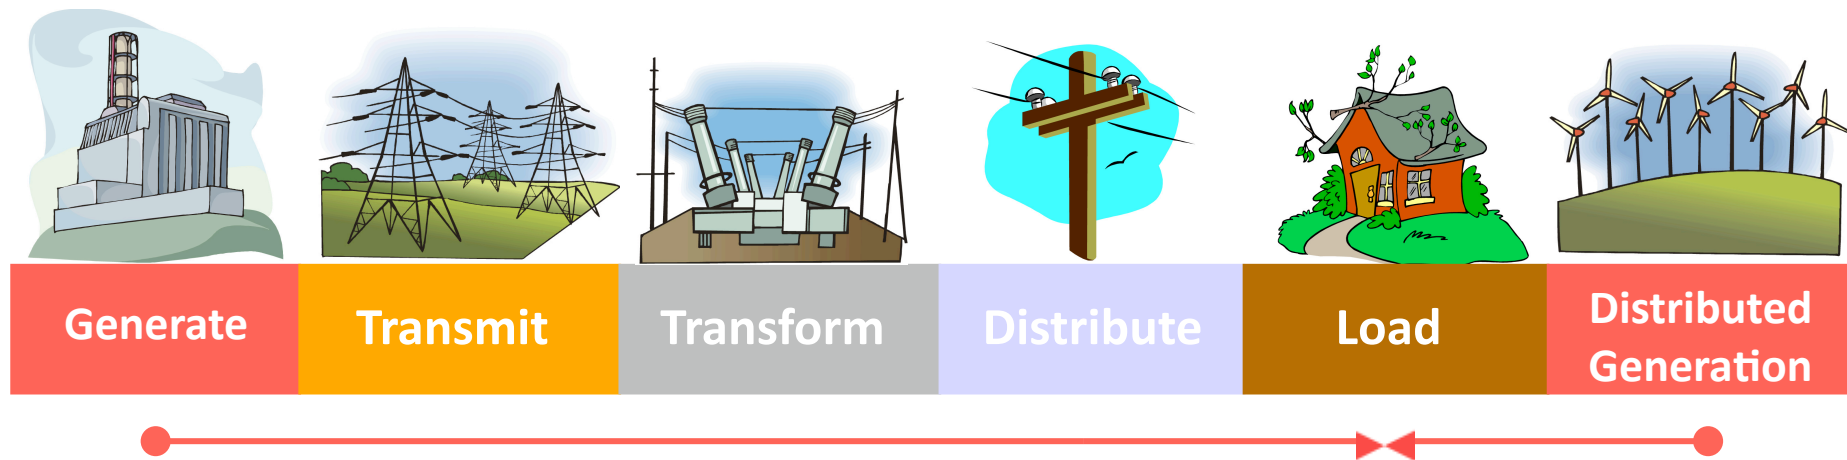 Generate
Transmit
Transform
Distribute
Load
Distributed
Generation